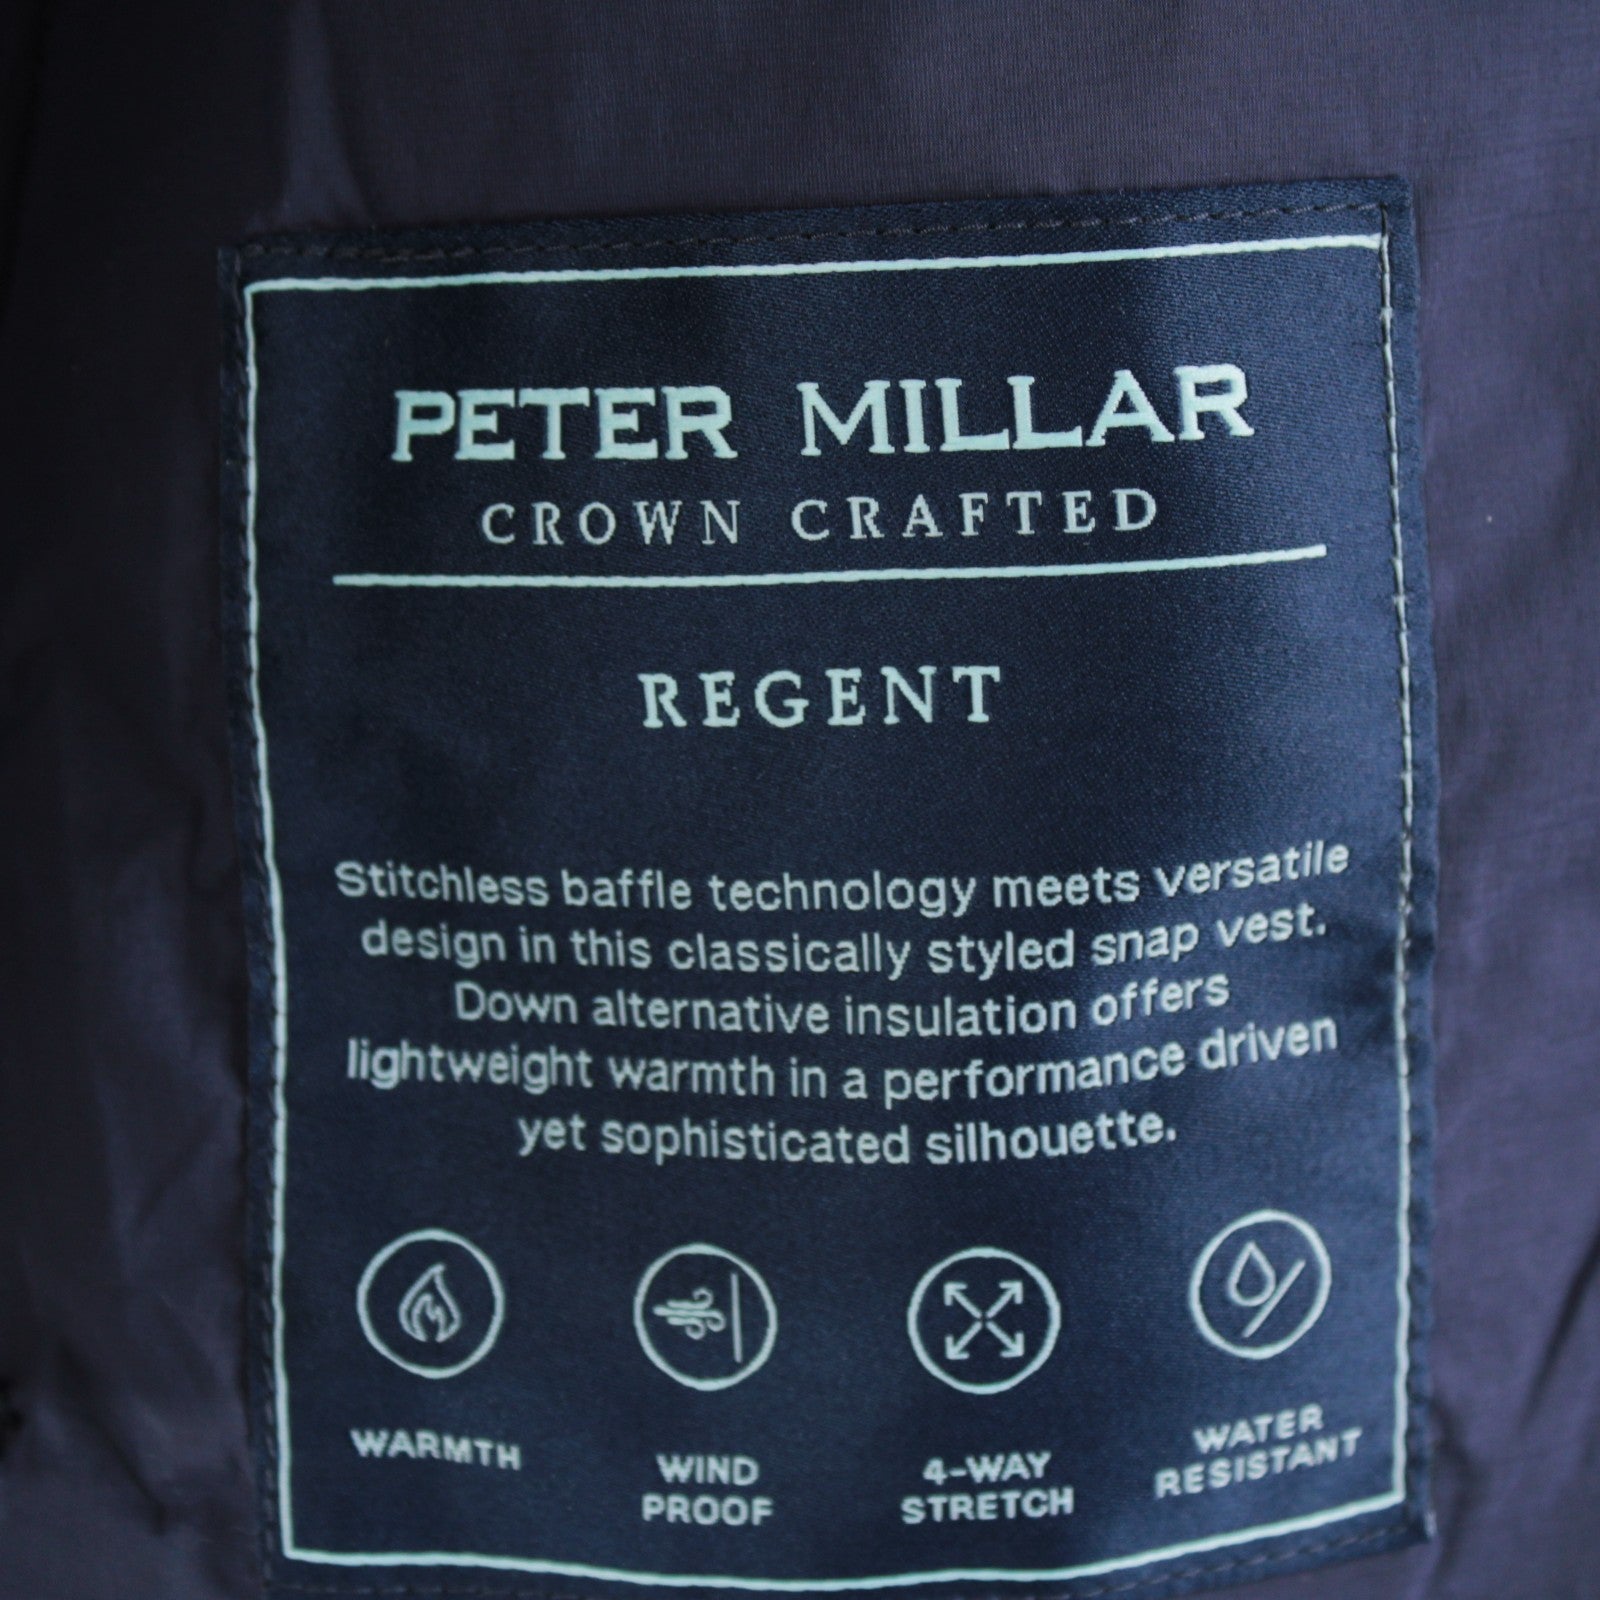 PETER MILLAR
CROWN CRAFTED
REGENT
Stitchless baffle technology meets versatile
design in this classically styled snap vest.
Down alternative insulation offers
lightweight warmth in a performance driven
yet sophisticated silhouette.
WARMTH
WIND
PROOF
4-WAY
STRETCH
WATER
RESISTANT